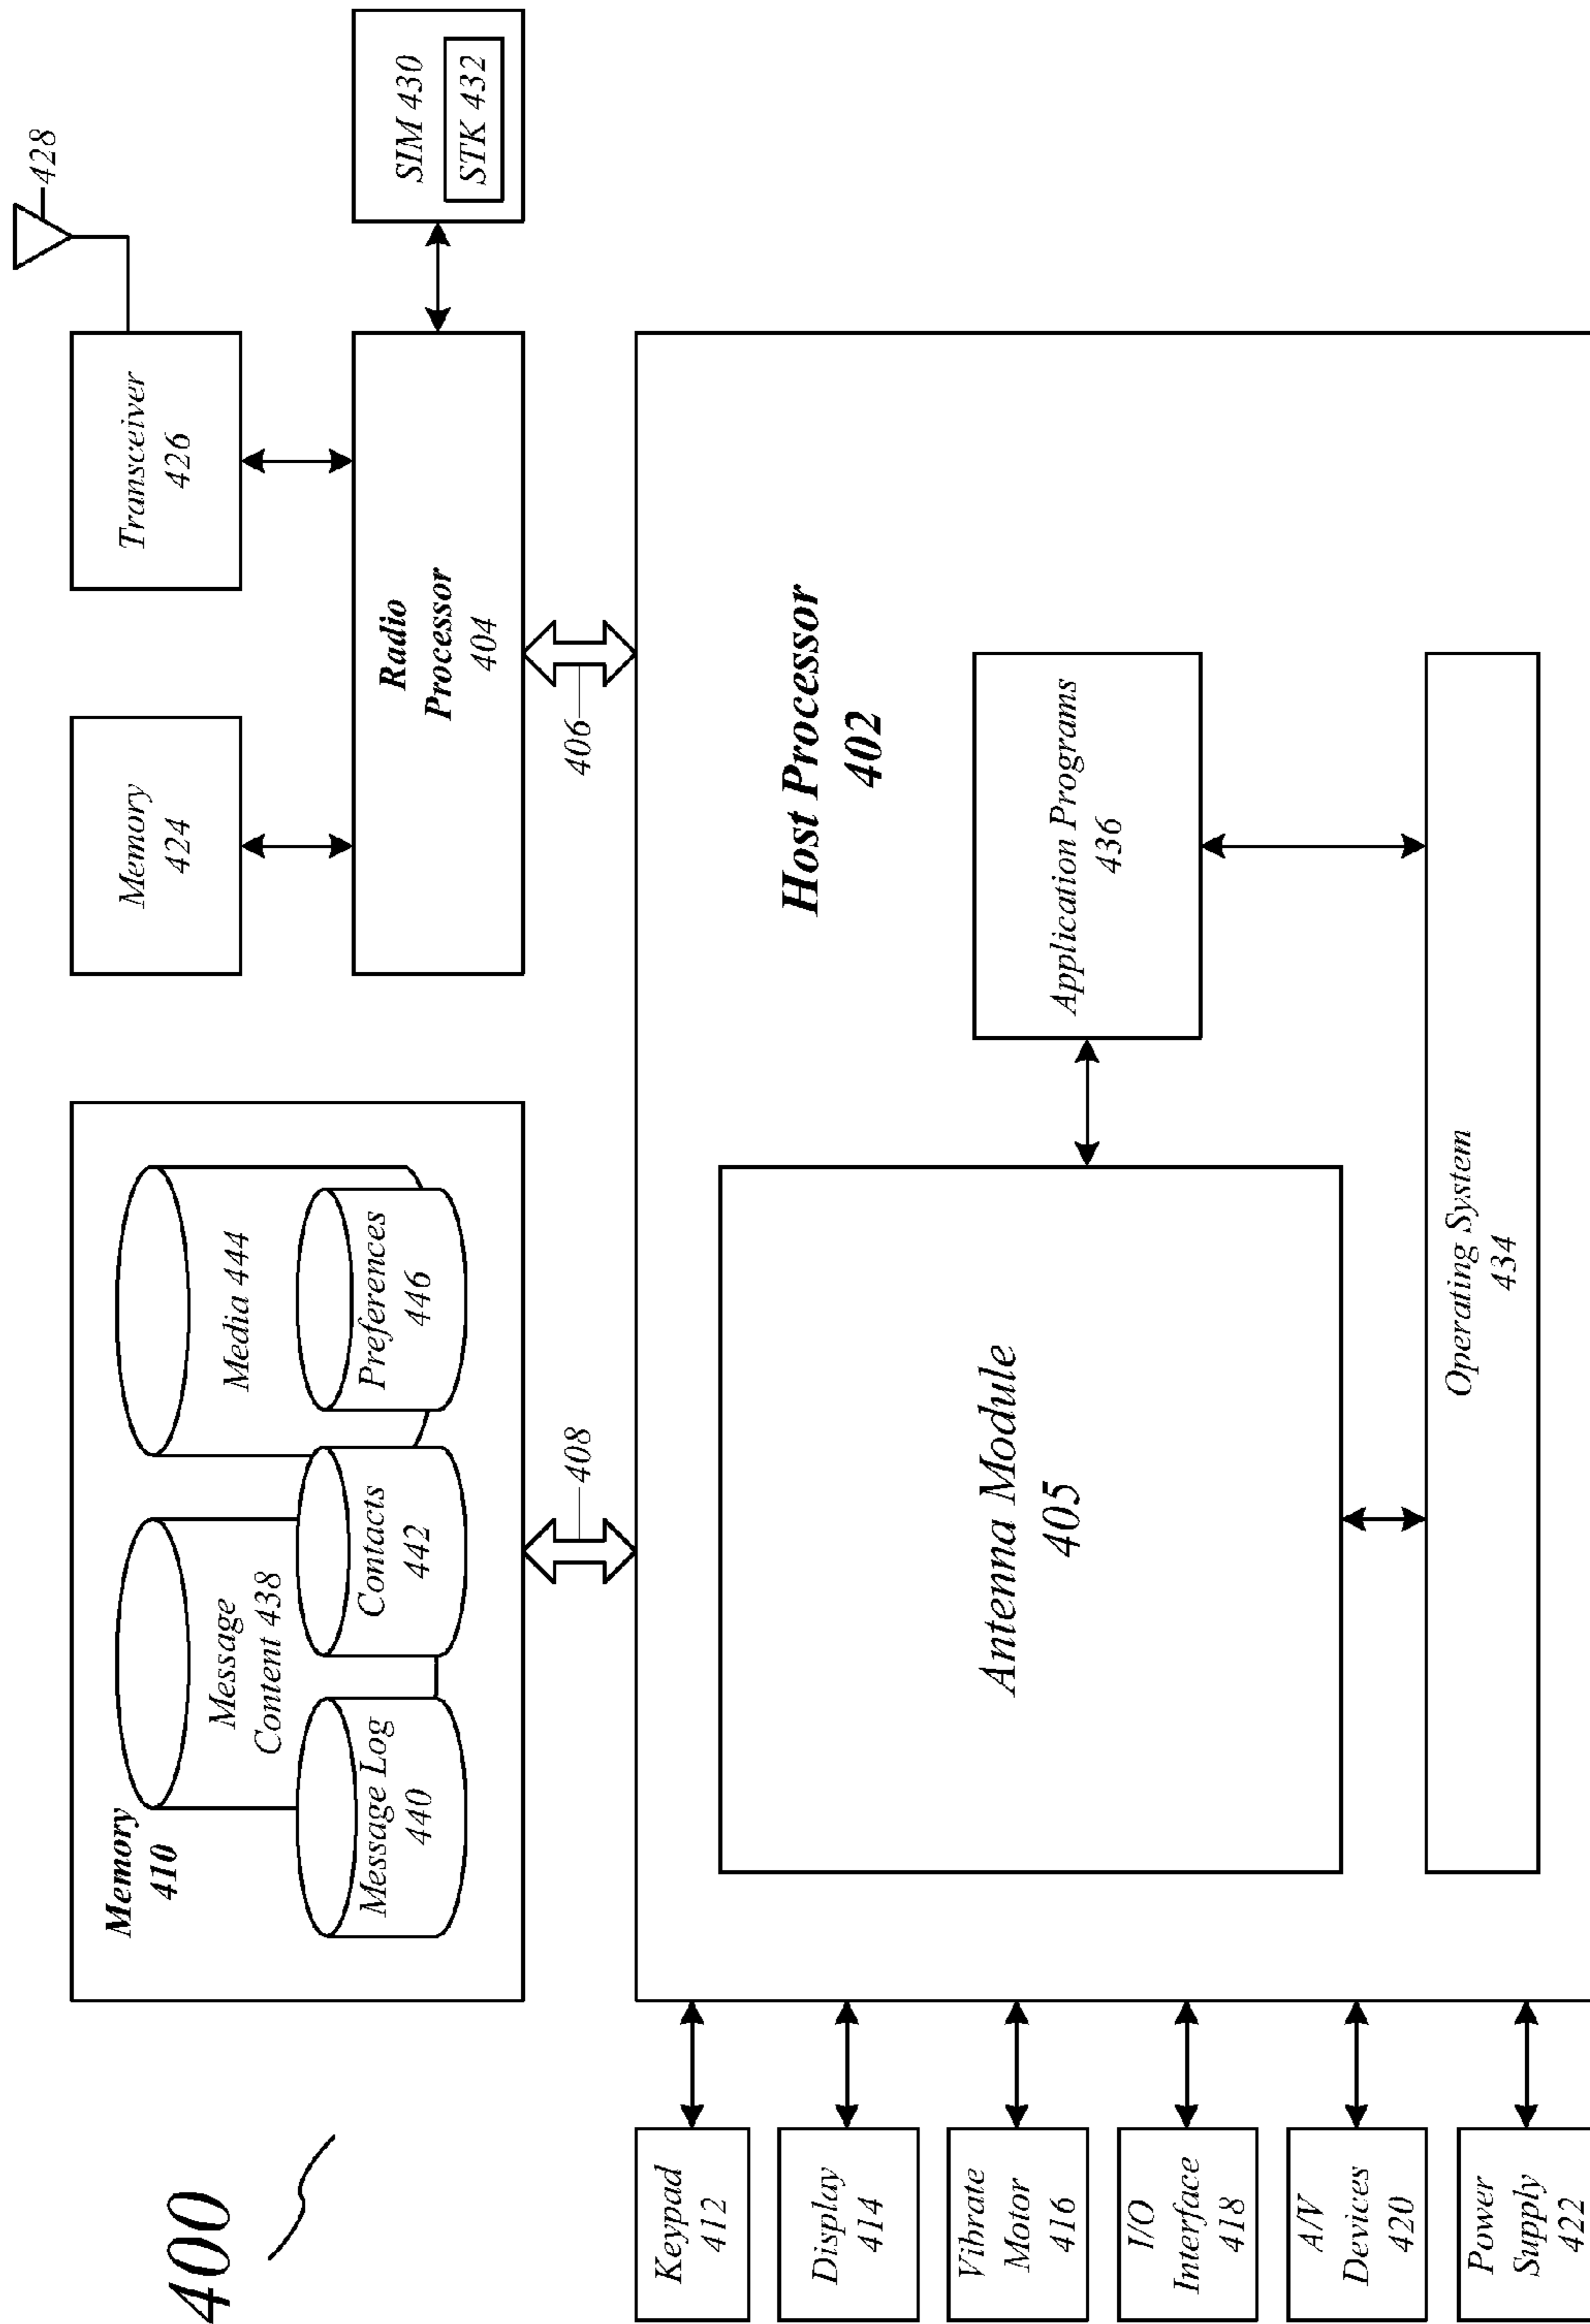 400
Memory
410
Message
Content 438
Media 444
Message Log
440
Contacts
442
Preferences
446
Memory
424
Transceiver
426
428
Radio
Processor
404
SIM 430
STK 432
408
406
Keypad
412
Display
414
Vibrate
Motor
416
I/O
Interface
418
A/V
Devices
420
Power
Supply
422
Host Processor
402
Antenna Module
405
Application Programs
436
Operating System
434